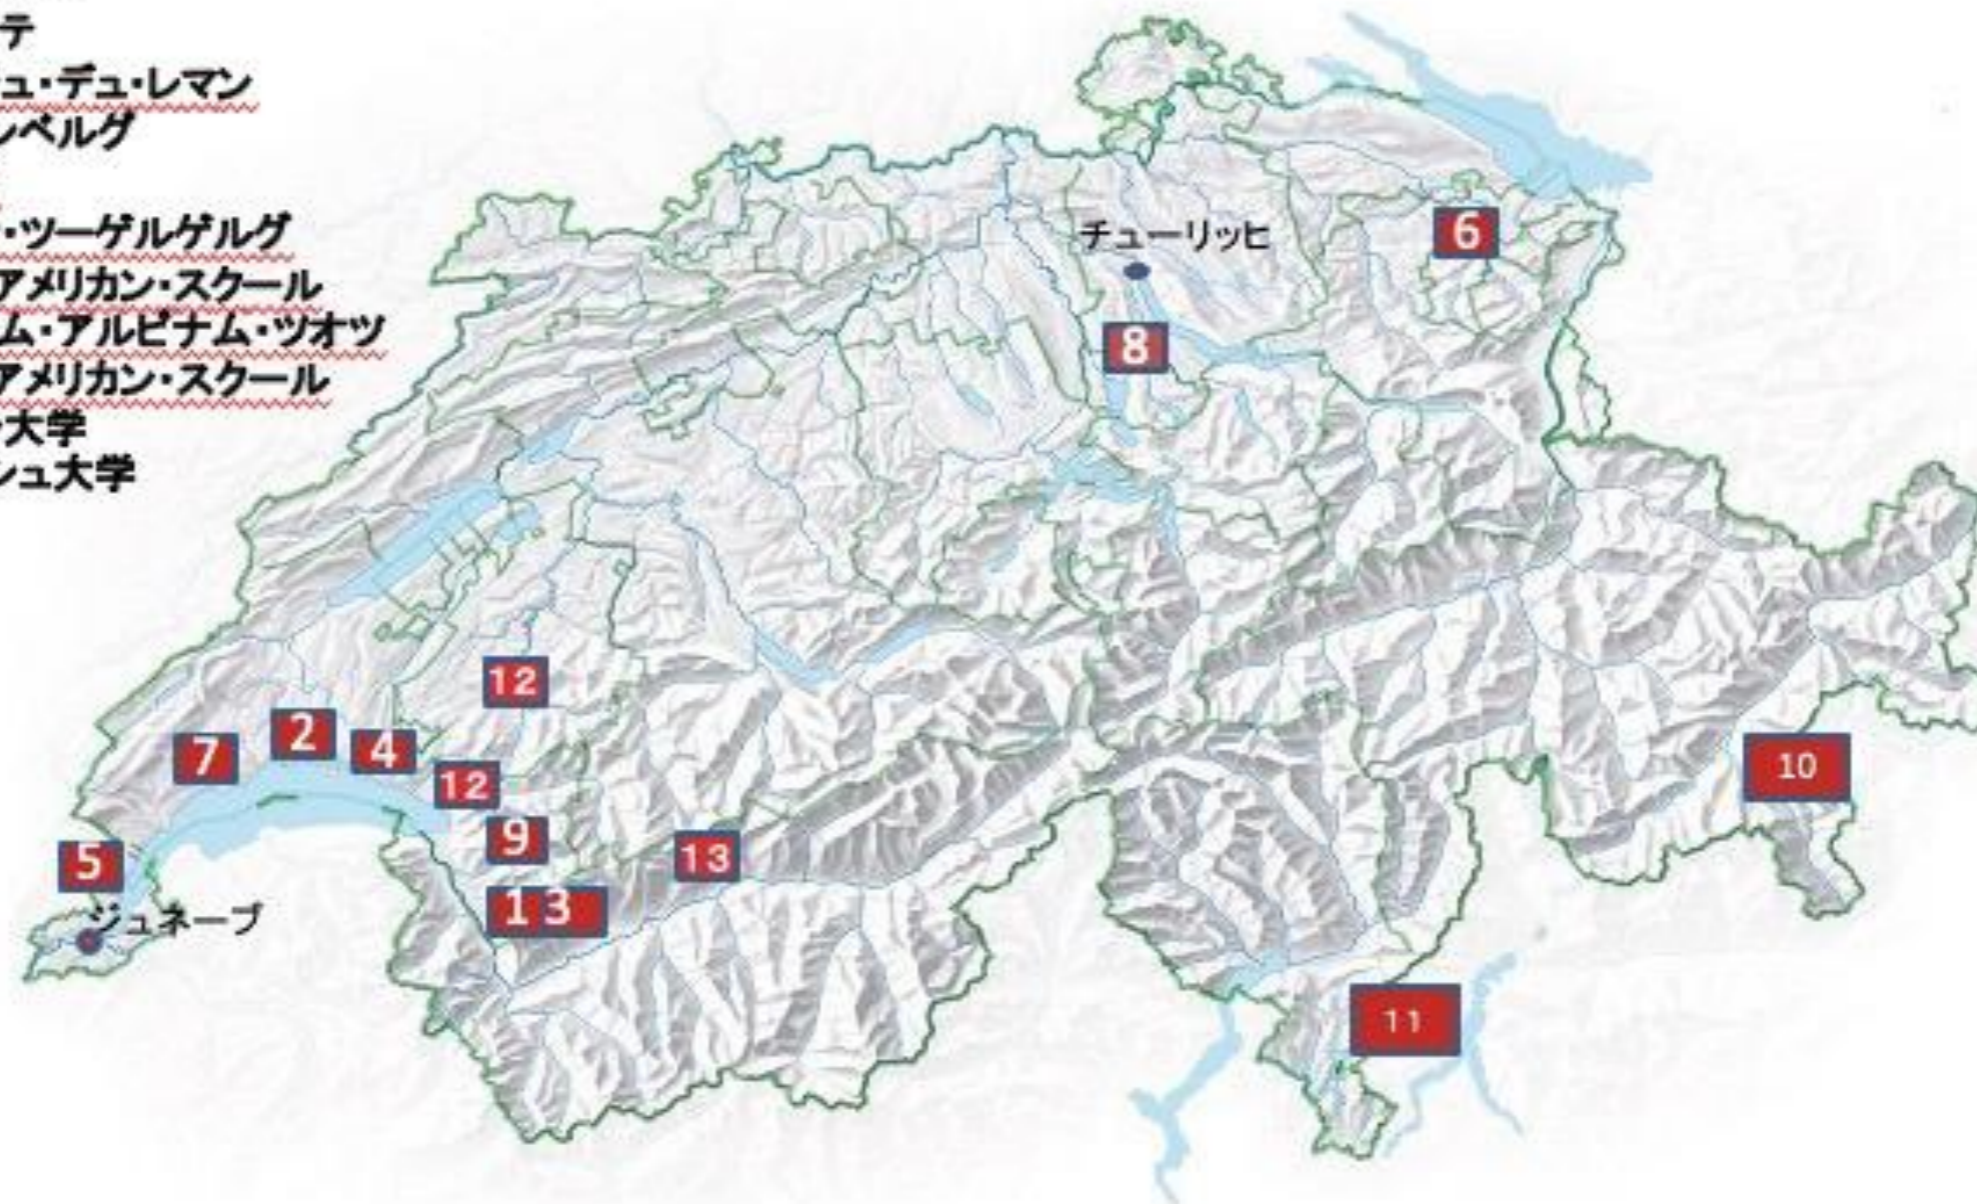 テ
ュ・デュ・レマン
ンベルグ
・ツーゲルゲルグ
アメリカン・スクール
ム・アルピナム・ツオツ
アメリカン・スクール
大学
シュ大学
チューリッヒ
6
8
12
2
7
4
12
10
9
13
5
13
ジュネーブ
11